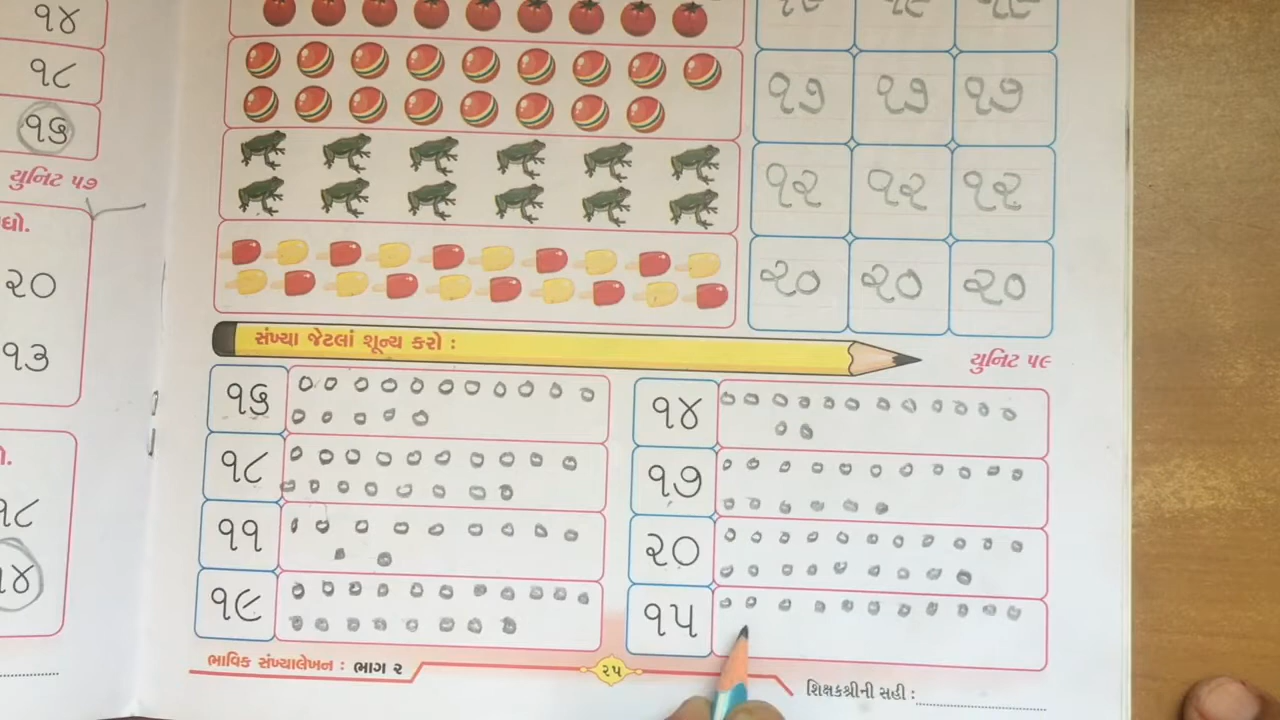 ૧૪
૧૮
૧૬
યુનિટ ૫૭
ધો.
૨૦
૧૩
૧૮
૧૪
૧૭ ૧૭ ૧૭
૧૨ ૧૨ ૧૨
૨૦ ૨૦ ૨૦
સંખ્યા જેટલાં શૂન્ય કરો :
યુનિટ ૫૯
૧૬
૧૮
૧૧
૧૯
૧૪
૧૭
૨૦
૧૫
ભાવિક સંખ્યાલેખન : ભાગ ૨
૨૫
શિક્ષકશ્રીની સહી :